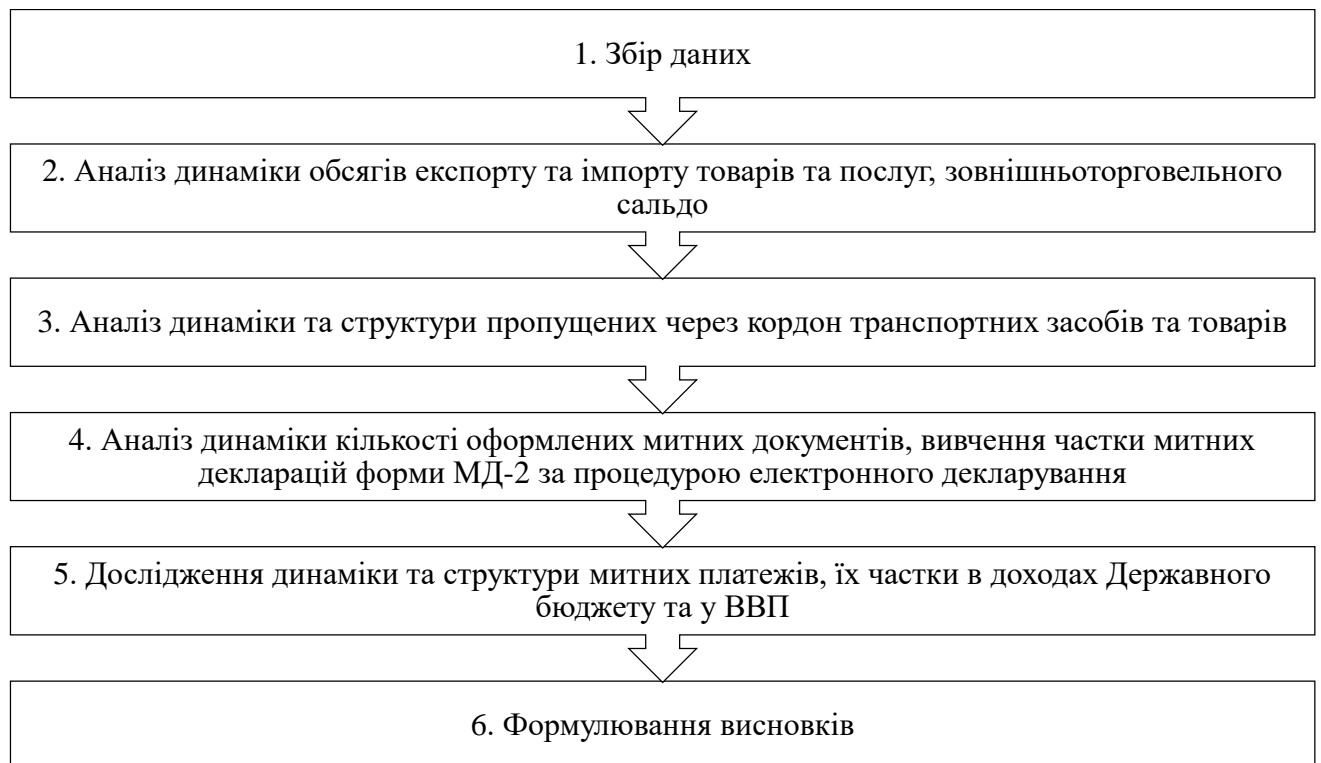 1. Збір даних
2. Аналіз динаміки обсягів експорту та імпорту товарів та послуг, зовнішньоторговельного
сальдо
3. Аналіз динаміки та структури пропущених через кордон транспортних засобів та товарів
4. Аналіз динаміки кількості оформлених митних документів, вивчення частки митних
декларацій форми МД-2 за процедурою електронного декларування
5. Дослідження динаміки та структури митних платежів, їх частки в доходах Державного
бюджету та у ВВП
6. Формулювання висновків